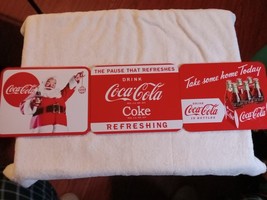 Coca-Cola
THE PAUSE THAT REFRESHES
DRINK
Coca-Cola
Coke
REFRESHING
Take some home Today
DRINK
Coca-Cola
IN BOTTLES
Coca-Cola